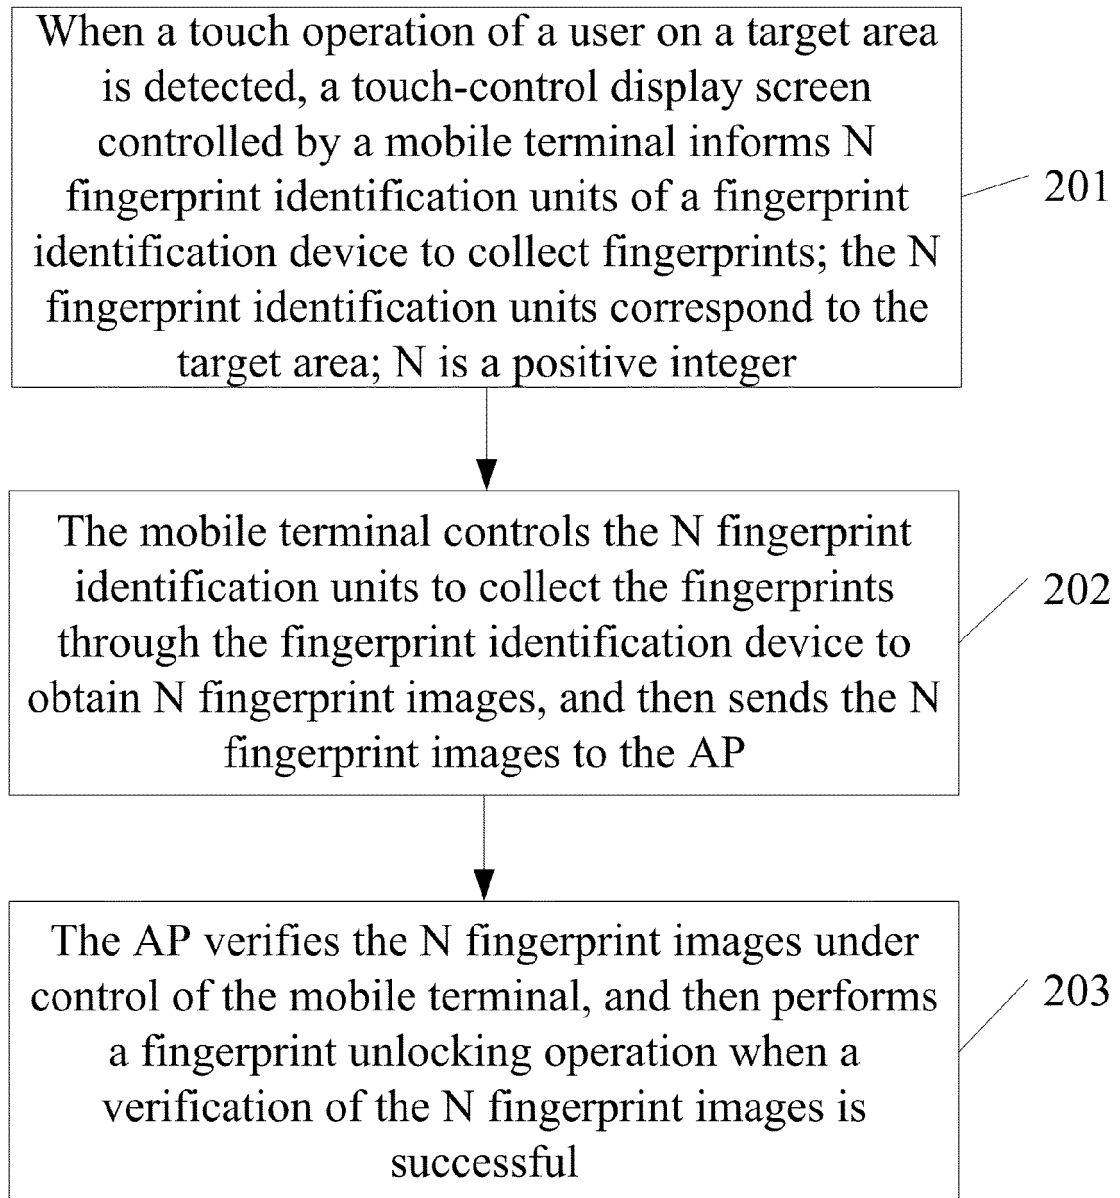 When a touch operation of a user on a target area
is detected, a touch-control display screen
controlled by a mobile terminal informs N
fingerprint identification units of a fingerprint
identification device to collect fingerprints; the N
fingerprint identification units correspond to the
target area; N is a positive integer
201
The mobile terminal controls the N fingerprint
identification units to collect the fingerprints
through the fingerprint identification device to
obtain N fingerprint images, and then sends the N
fingerprint images to the AP
202
The AP verifies the N fingerprint images under
control of the mobile terminal, and then performs
a fingerprint unlocking operation when a
verification of the N fingerprint images is
successful
203